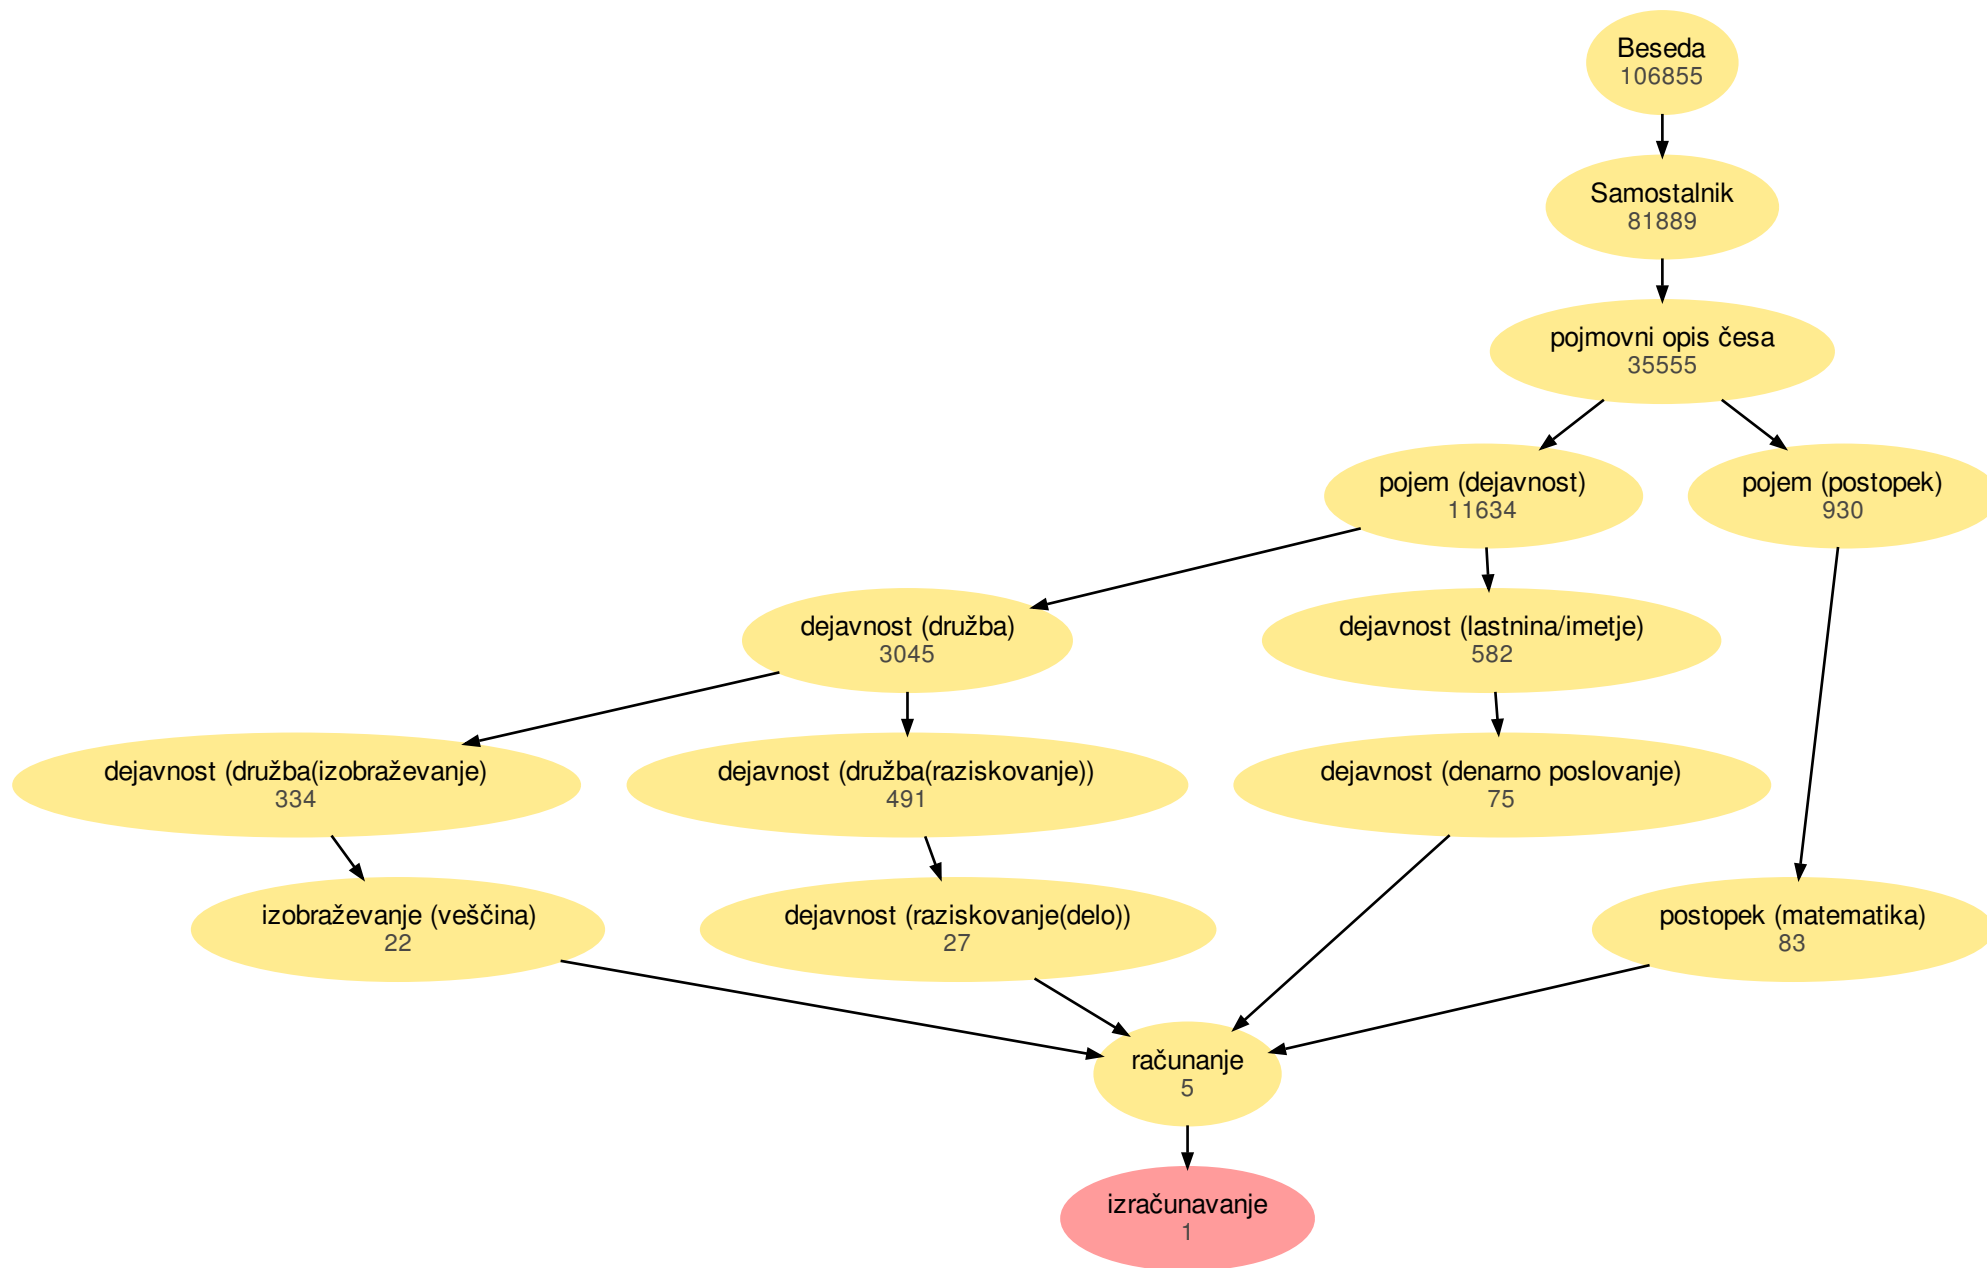 Beseda
106855
Samostalnik
81889
pojmovni opis česa
35555
pojem (dejavnost)
11634
pojem (postopek)
930
dejavnost (družba)
3045
dejavnost (lastnina/imetje)
582
dejavnost (družba(izobraževanje)
334
dejavnost (družba(raziskovanje))
491
dejavnost (denarno poslovanje)
75
izobraževanje (veščina)
22
dejavnost (raziskovanje(delo))
27
postopek (matematika)
83
računanje
5
izračunavanje
1